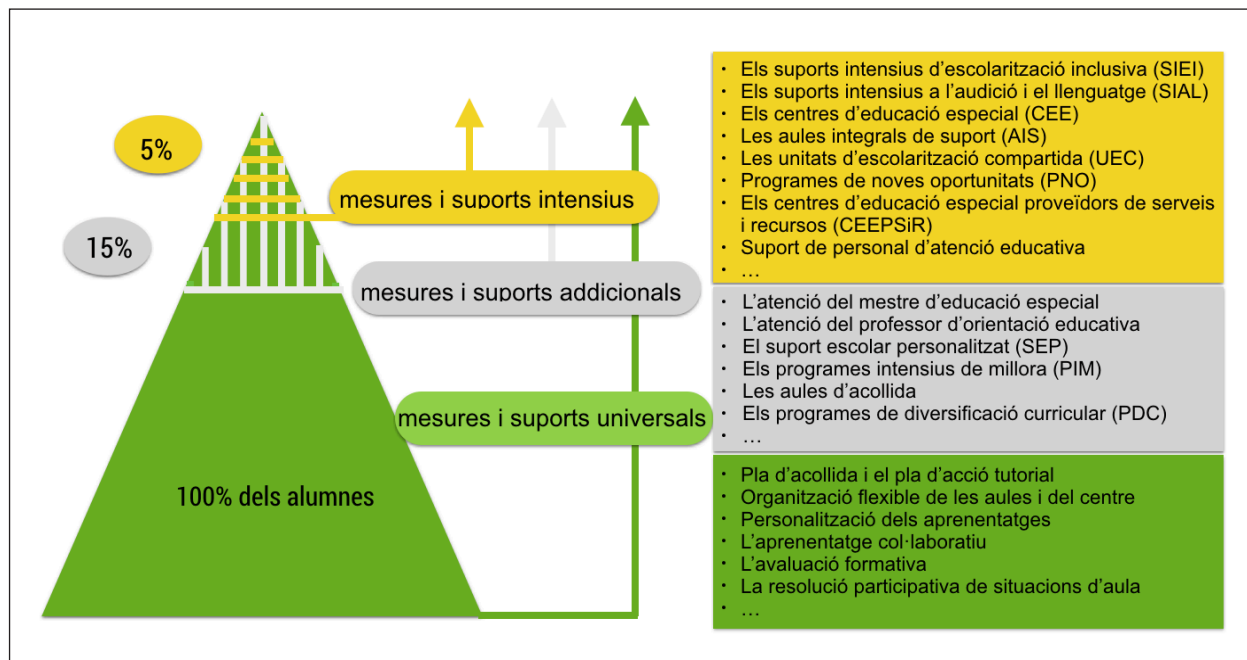 5%
15%
100% dels alumnes
mesures i suports intensius
mesures i suports addicionals
mesures i suports universals
· Els suports intensius d’escolarització inclusiva (SIEI)
· Els suports intensius a l’audició i el llenguatge (SIAL)
· Els centres d’educació especial (CEE)
· Les aules integrals de suport (AIS)
· Les unitats d’escolarització compartida (UEC)
· Programes de noves oportunitats (PNO)
· Els centres d’educació especial proveïdors de serveis
i recursos (CEEPSiR)
· Suport de personal d’atenció educativa
· …
· L’atenció del mestre d’educació especial
· L’atenció del professor d’orientació educativa
· El suport escolar personalitzat (SEP)
· Els programes intensius de millora (PIM)
· Les aules d’acollida
· Els programes de diversificació curricular (PDC)
· …
· Pla d’acollida i el pla d’acció tutorial
· Organització flexible de les aules i del centre
· Personalització dels aprenentatges
· L’aprenentatge col·laboratiu
· L’avaluació formativa
· La resolució participativa de situacions d’aula
· …